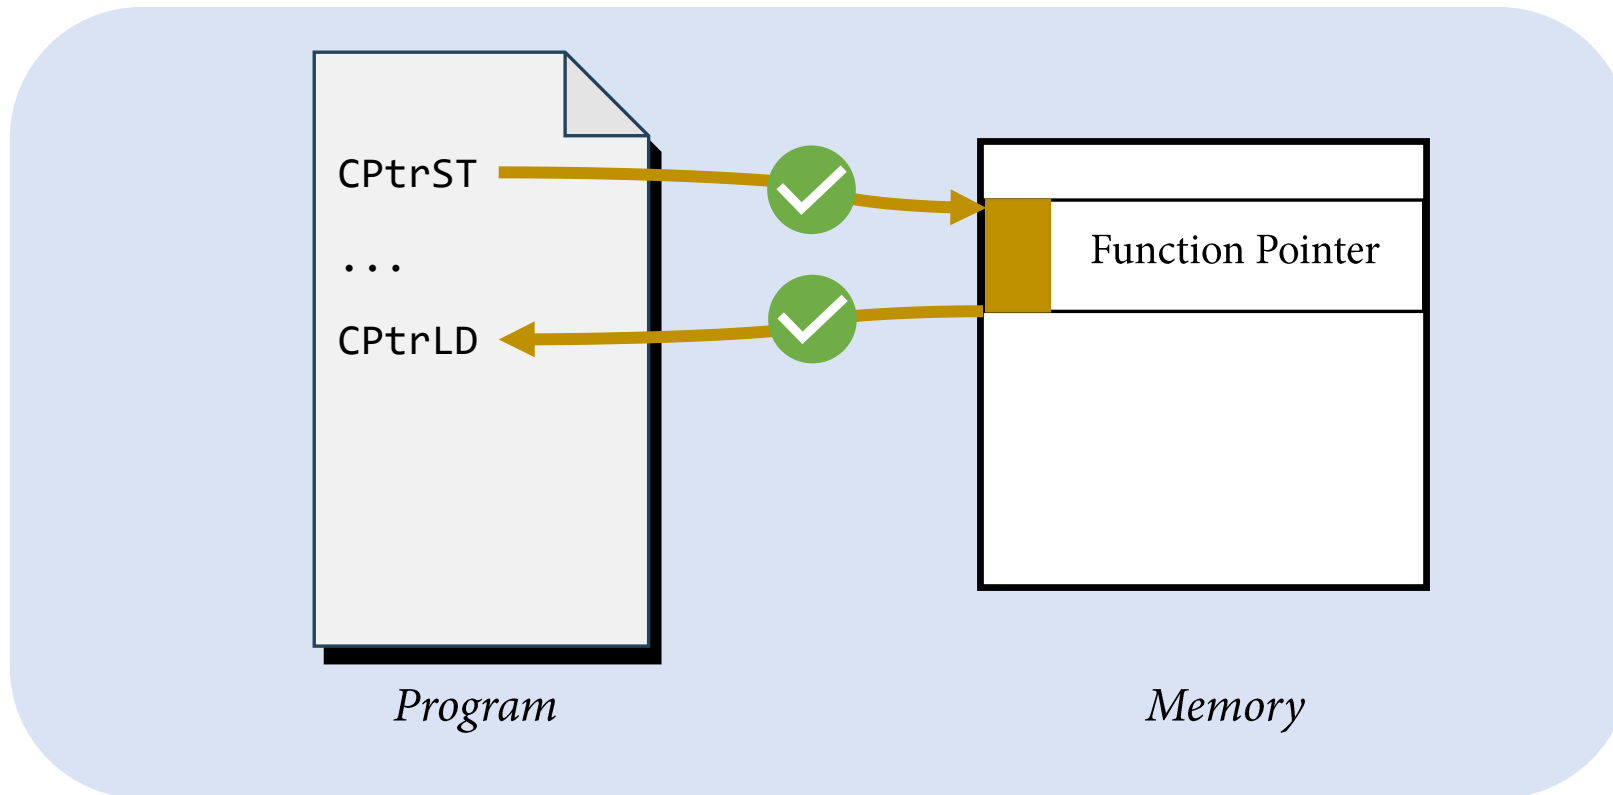 CPtrST
...
CPtrLD
Function Pointer
Program
Memory